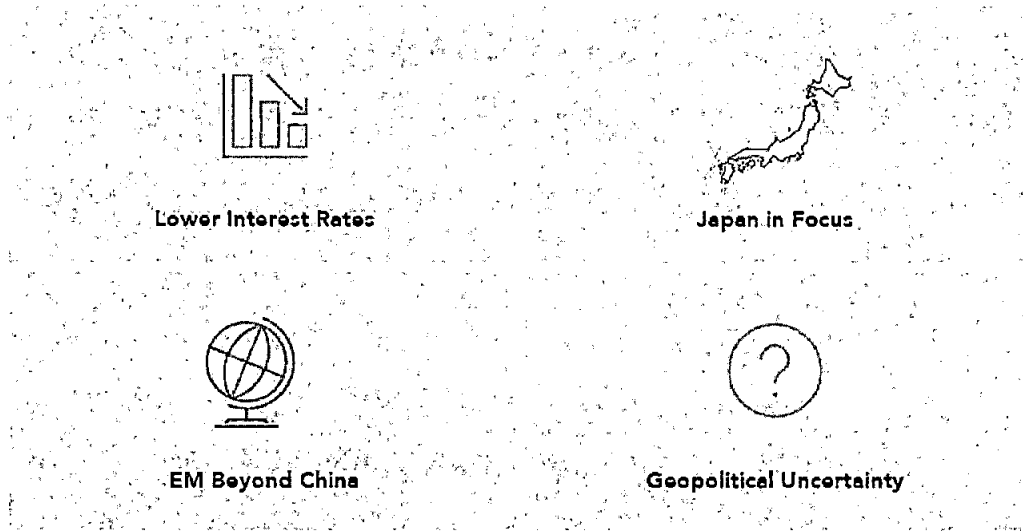 Lower Interest Rates
Japan in Focus
?
EM Beyond China
Geopolitical Uncertainty